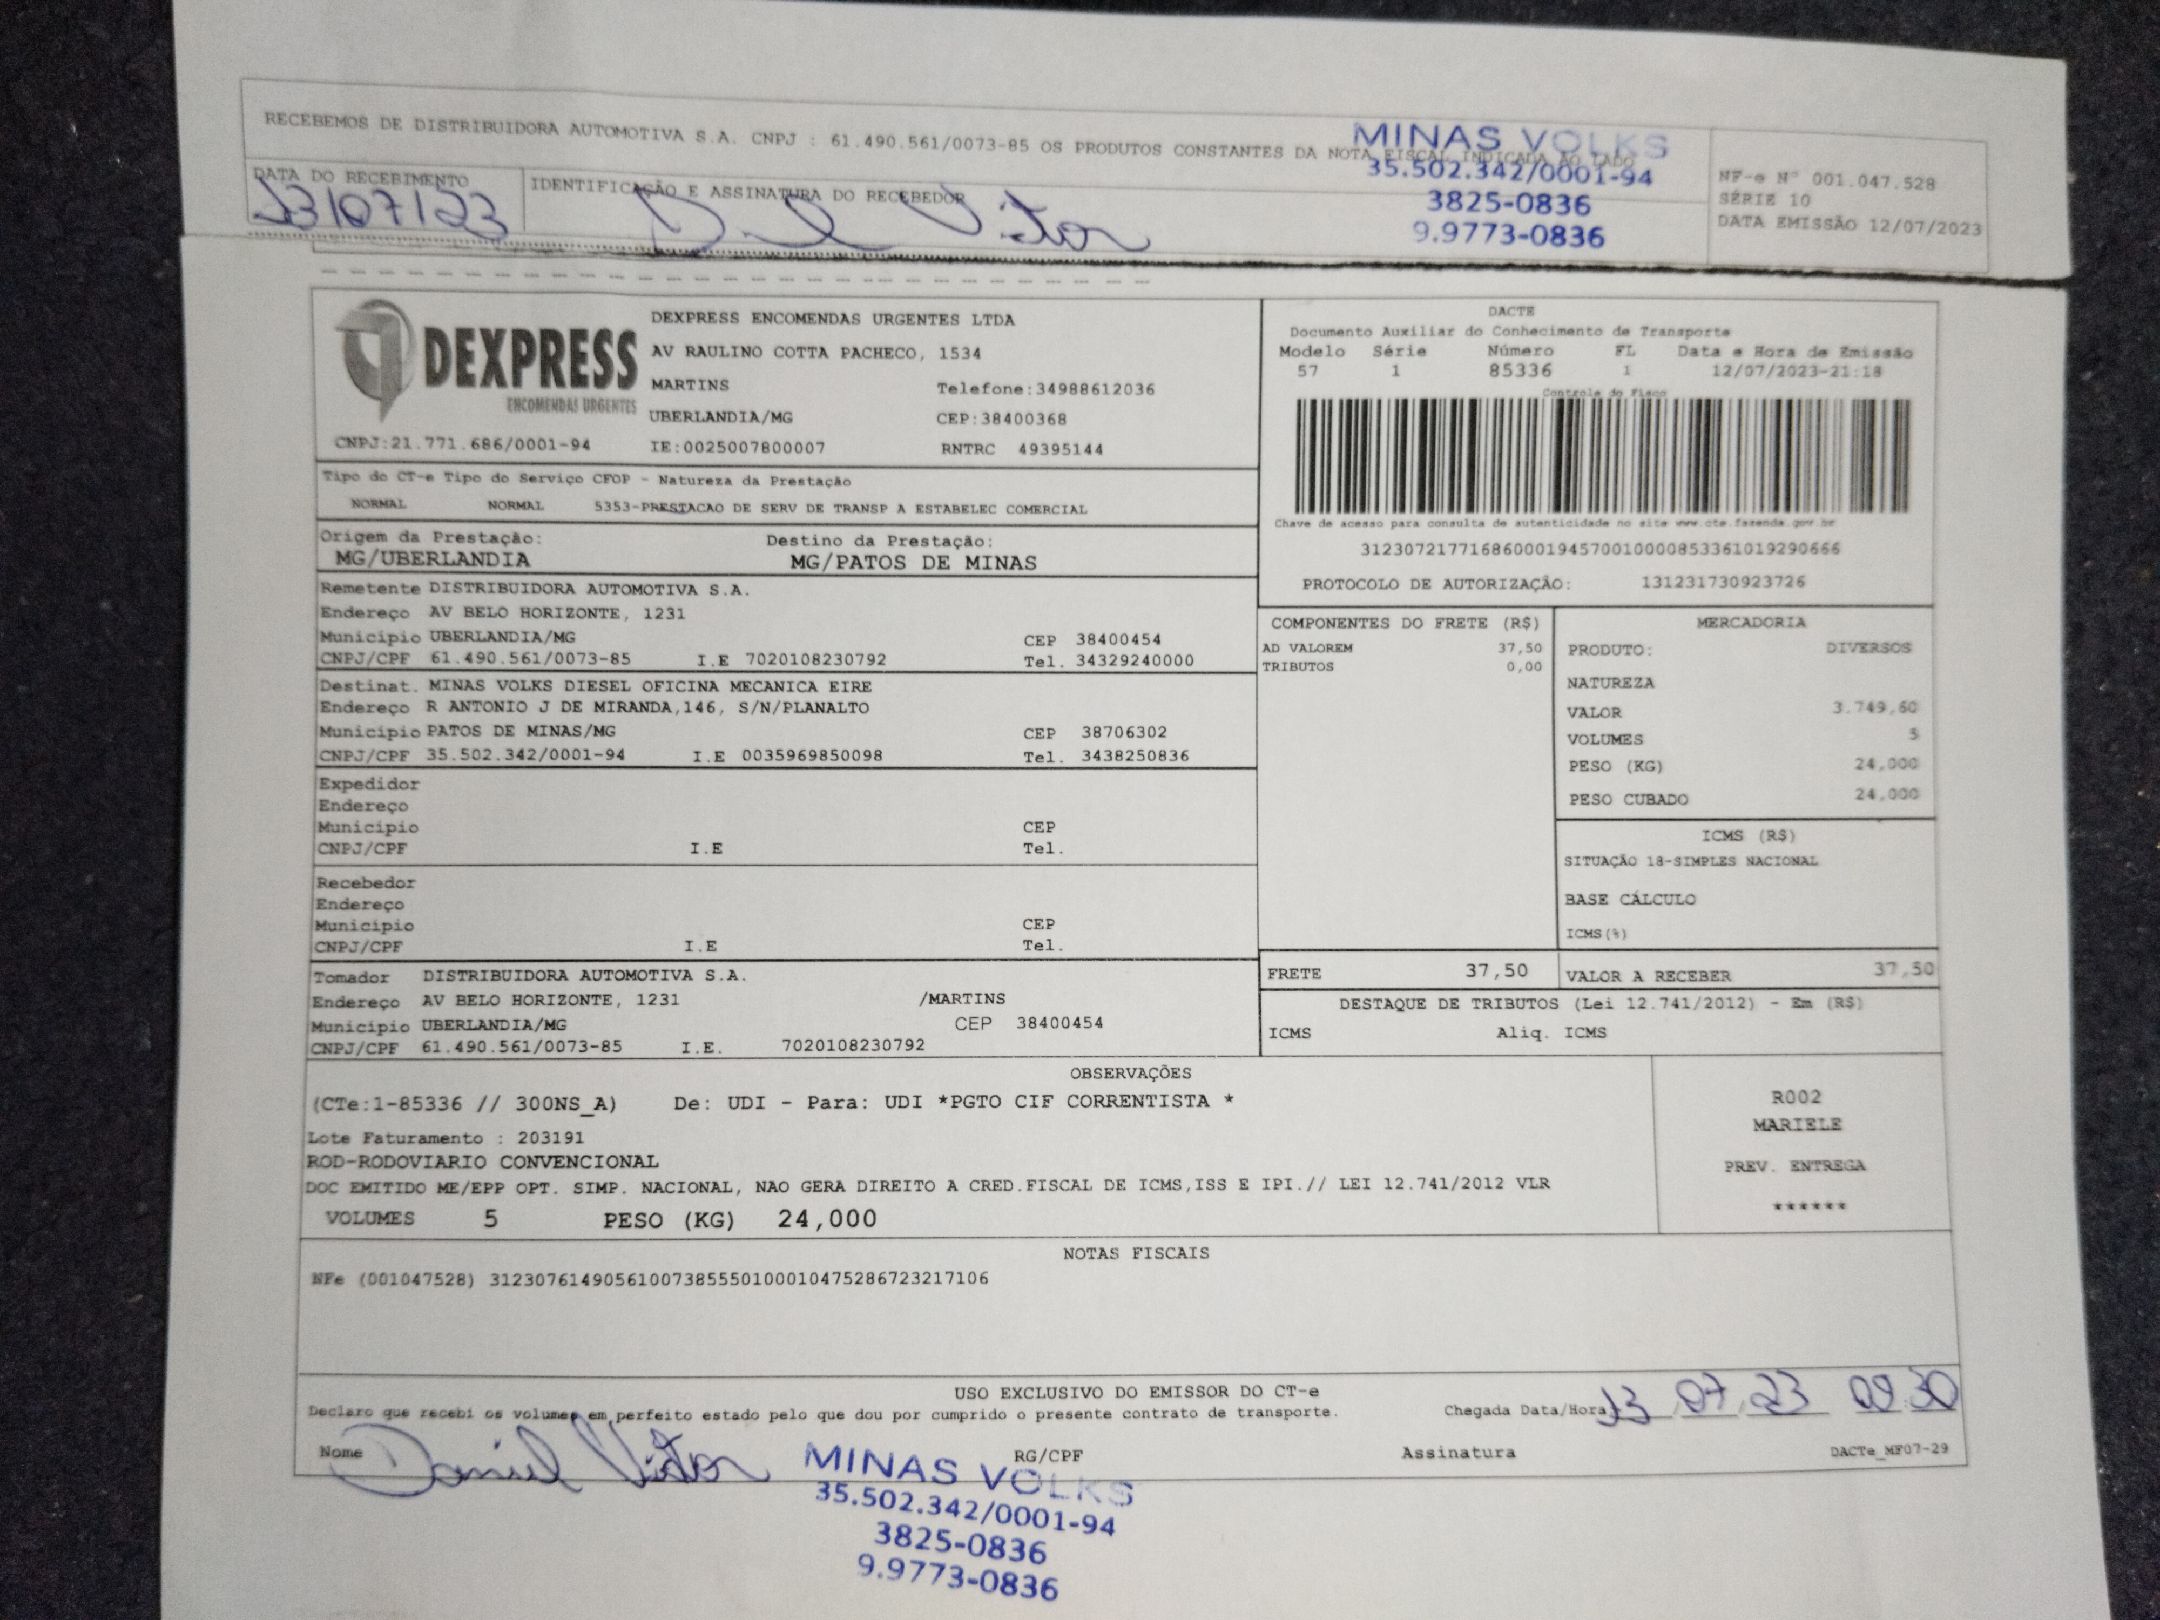 RECEBEMOS DE DISTRIBUIDORA AUTOMOTIVA S.A. CNPJ : 61.490.561/0073-85 OS PRODUTOS CONSTANTES DA NOTA FISCAL INDICADA AO LADO
MINAS VOLKS
35.502.342/0001-94
3825-0836
9.9773-0836
DATA DO RECEBIMENTO
13/07/23
IDENTIFICAÇÃO E ASSINATURA DO RECEBEDOR
NF-e Nº 001.047.528
SÉRIE 10
DATA EMISSÃO 12/07/2023
DEXPRESS
ENCOMENDAS URGENTES
DEXPRESS ENCOMENDAS URGENTES LTDA
AV RAULINO COTTA PACHECO, 1534
MARTINS Telefone:34988612036
UBERLANDIA/MG CEP:38400368
CNPJ:21.771.686/0001-94 IE:0025007800007 RNTRC 49395144
DACTE
Documento Auxiliar do Conhecimento de Transporte
Modelo Série Número FL Data e Hora de Emissão
57 1 85336 1 12/07/2023-21:18
Controle do Fisco
Chave de acesso para consulta de autenticidade no site www.cte.fazenda.gov.br
31230721771686000194570010000853361019290666
PROTOCOLO DE AUTORIZAÇÃO: 131231730923726
Tipo do CT-e Tipo do Serviço CFOP - Natureza da Prestação
NORMAL NORMAL 5353-PRESTACAO DE SERV DE TRANSP A ESTABELEC COMERCIAL
Origem da Prestação: Destino da Prestação:
MG/UBERLANDIA MG/PATOS DE MINAS
Remetente DISTRIBUIDORA AUTOMOTIVA S.A.
Endereço AV BELO HORIZONTE, 1231
Município UBERLANDIA/MG CEP 38400454
CNPJ/CPF 61.490.561/0073-85 I.E 7020108230792 Tel. 34329240000
Destinat. MINAS VOLKS DIESEL OFICINA MECANICA EIRE
Endereço R ANTONIO J DE MIRANDA,146, S/N/PLANALTO
Município PATOS DE MINAS/MG CEP 38706302
CNPJ/CPF 35.502.342/0001-94 I.E 0035969850098 Tel. 3438250836
Expedidor
Endereço
Município CEP
CNPJ/CPF I.E Tel.
Recebedor
Endereço
Município CEP
CNPJ/CPF I.E Tel.
Tomador DISTRIBUIDORA AUTOMOTIVA S.A.
Endereço AV BELO HORIZONTE, 1231 /MARTINS
Município UBERLANDIA/MG CEP 38400454
CNPJ/CPF 61.490.561/0073-85 I.E. 7020108230792
COMPONENTES DO FRETE (R$)
AD VALOREM 37,50
TRIBUTOS 0,00
MERCADORIA
PRODUTO: DIVERSOS
NATUREZA
VALOR 3.749,60
VOLUMES 5
PESO (KG) 24,000
PESO CUBADO 24,000
ICMS (R$)
SITUAÇÃO 18-SIMPLES NACIONAL
BASE CÁLCULO
ICMS(%)
FRETE 37,50 VALOR A RECEBER 37,50
DESTAQUE DE TRIBUTOS (Lei 12.741/2012) - Em (R$)
ICMS Aliq. ICMS
OBSERVAÇÕES
(CTe:1-85336 // 300NS_A) De: UDI - Para: UDI *PGTO CIF CORRENTISTA *
Lote Faturamento : 203191
ROD-RODOVIARIO CONVENCIONAL
DOC EMITIDO ME/EPP OPT. SIMP. NACIONAL, NAO GERA DIREITO A CRED.FISCAL DE ICMS,ISS E IPI.// LEI 12.741/2012 VLR
VOLUMES 5 PESO (KG) 24,000
R002
MARIELE
PREV. ENTREGA
******
NOTAS FISCAIS
NFe (001047528) 31230761490561007385550100010475286723217106
USO EXCLUSIVO DO EMISSOR DO CT-e
Declaro que recebi os volumes em perfeito estado pelo que dou por cumprido o presente contrato de transporte. Chegada Data/Hora 13 07 23
Nome Daniel Victor RG/CPF Assinatura DACTe_MF07-29
MINAS VOLKS
35.502.342/0001-94
3825-0836
9.9773-0836